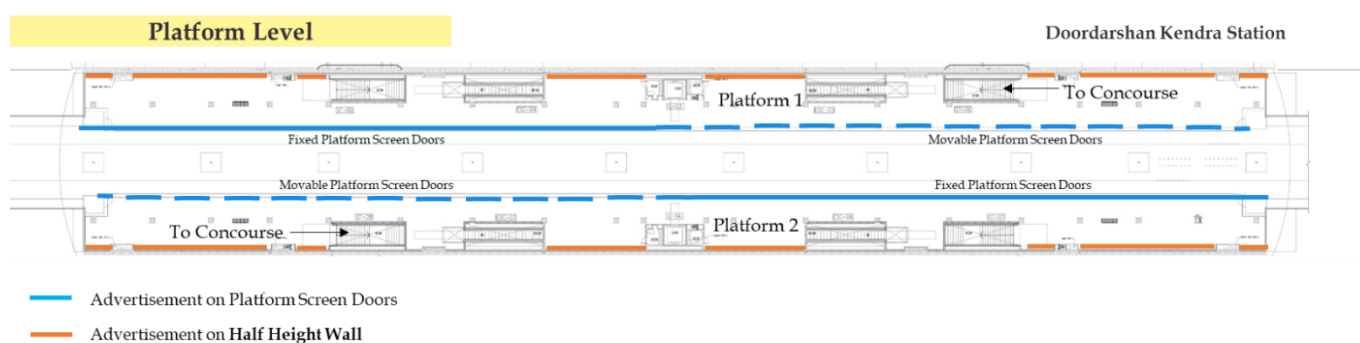 Platform Level
Doordarshan Kendra Station
Platform 1
To Concourse
Fixed Platform Screen Doors
Movable Platform Screen Doors
Movable Platform Screen Doors
Fixed Platform Screen Doors
To Concourse
Platform 2
Advertisement on Platform Screen Doors
Advertisement on Half Height Wall